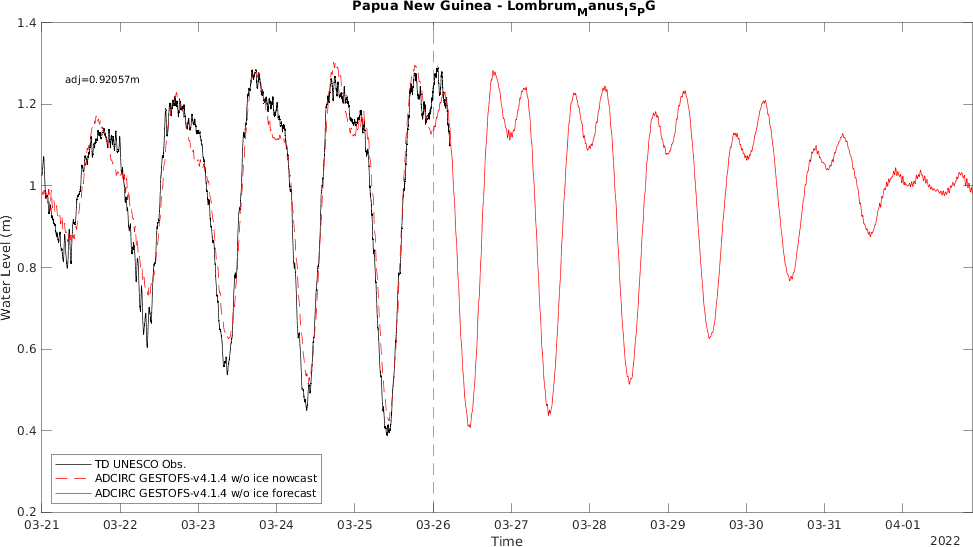 Papua New Guinea - LombrumManusIsPG
adj=0.92057m
1.4
1.2
1
0.8
0.6
0.4
0.2
Water Level (m)
TD UNESCO Obs.
ADCIRC GESTOFS-v4.1.4 w/o ice nowcast
ADCIRC GESTOFS-v4.1.4 w/o ice forecast
03-21 03-22 03-23 03-24 03-25 03-26 03-27 03-28 03-29 03-30 03-31 04-01
Time
2022